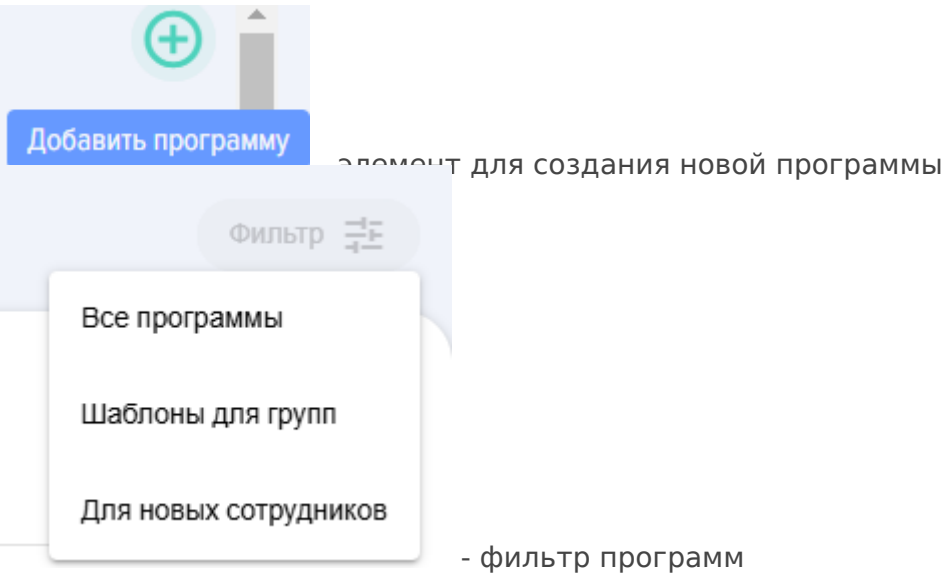 Добавить программу
элемент для создания новой программы
Фильтр
Все программы
Шаблоны для групп
Для новых сотрудников
- фильтр программ